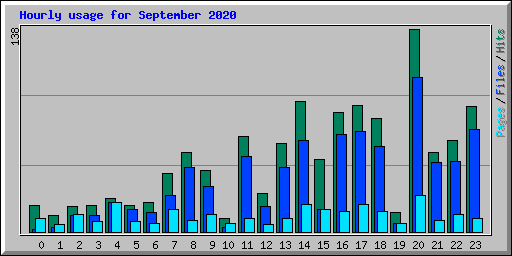 Hourly usage for September 2020
138
Pages / Files / Hits
0 1 2 3 4 5 6 7 8 9 10 11 12 13 14 15 16 17 18 19 20 21 22 23